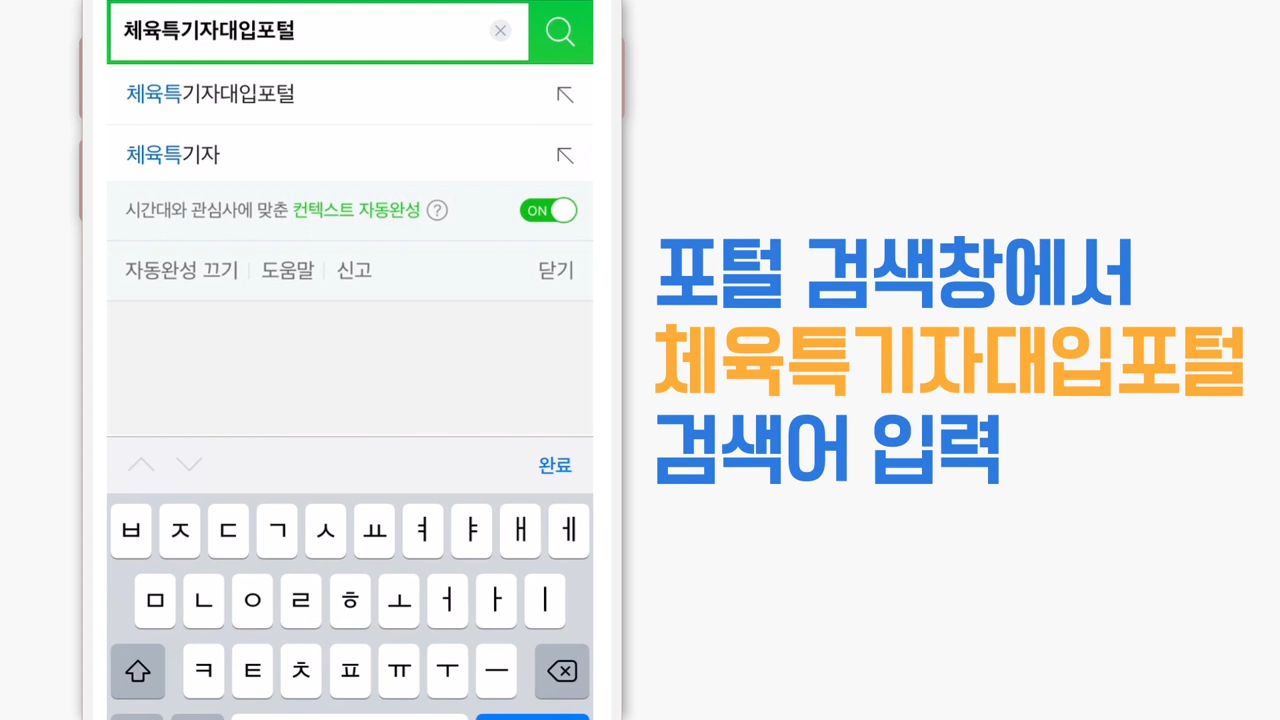 체육특기자대입포털
체육특기자대입포털
체육특기자
시간대와 관심사에 맞춘 컨텍스트 자동완성 ?
ON
자동완성 끄기 도움말 신고 닫기
완료
ㅂ ㅈ ㄷ ㄱ ㅅ ㅛ ㅕ ㅑ ㅐ ㅔ
ㅁ ㄴ ㅇ ㄹ ㅎ ㅗ ㅓ ㅏ ㅣ
ㅋ ㅌ ㅊ ㅍ ㅠ ㅜ ㅡ
포털 검색창에서
체육특기자대입포털
검색어 입력